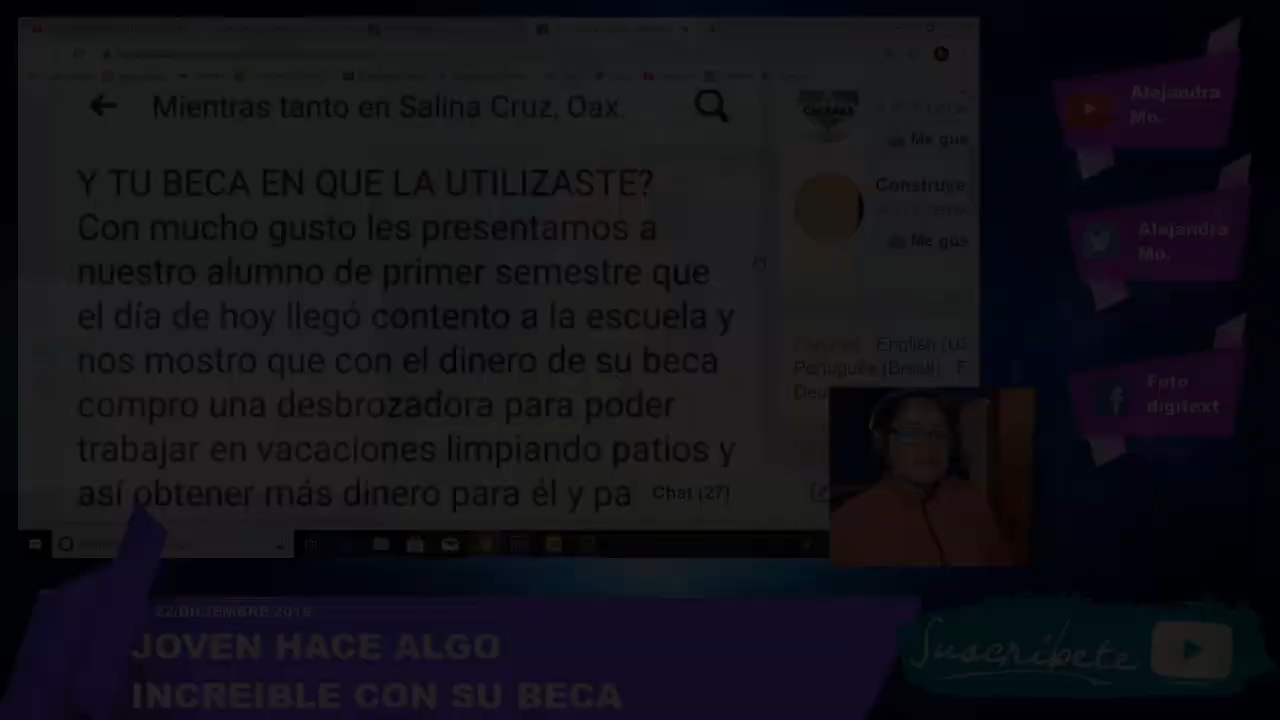 Mientras tanto en Salina Cruz, Oax.
Y TU BECA EN QUE LA UTILIZASTE?
Con mucho gusto les presentamos a
nuestro alumno de primer semestre que
el día de hoy llegó contento a la escuela y
nos mostro que con el dinero de su beca
compro una desbrozadora para poder
trabajar en vacaciones limpiando patios y
así obtener más dinero para él y pa
Chat (27)
Me gus
Construye
Me gus
English (US
Português (Brasil) F
Deu
Alejandra
Mo.
Alejandra
Mo.
Foto
digitext
22/DICIEMBRE 2019
JOVEN HACE ALGO
INCREIBLE CON SU BECA
Suscribete